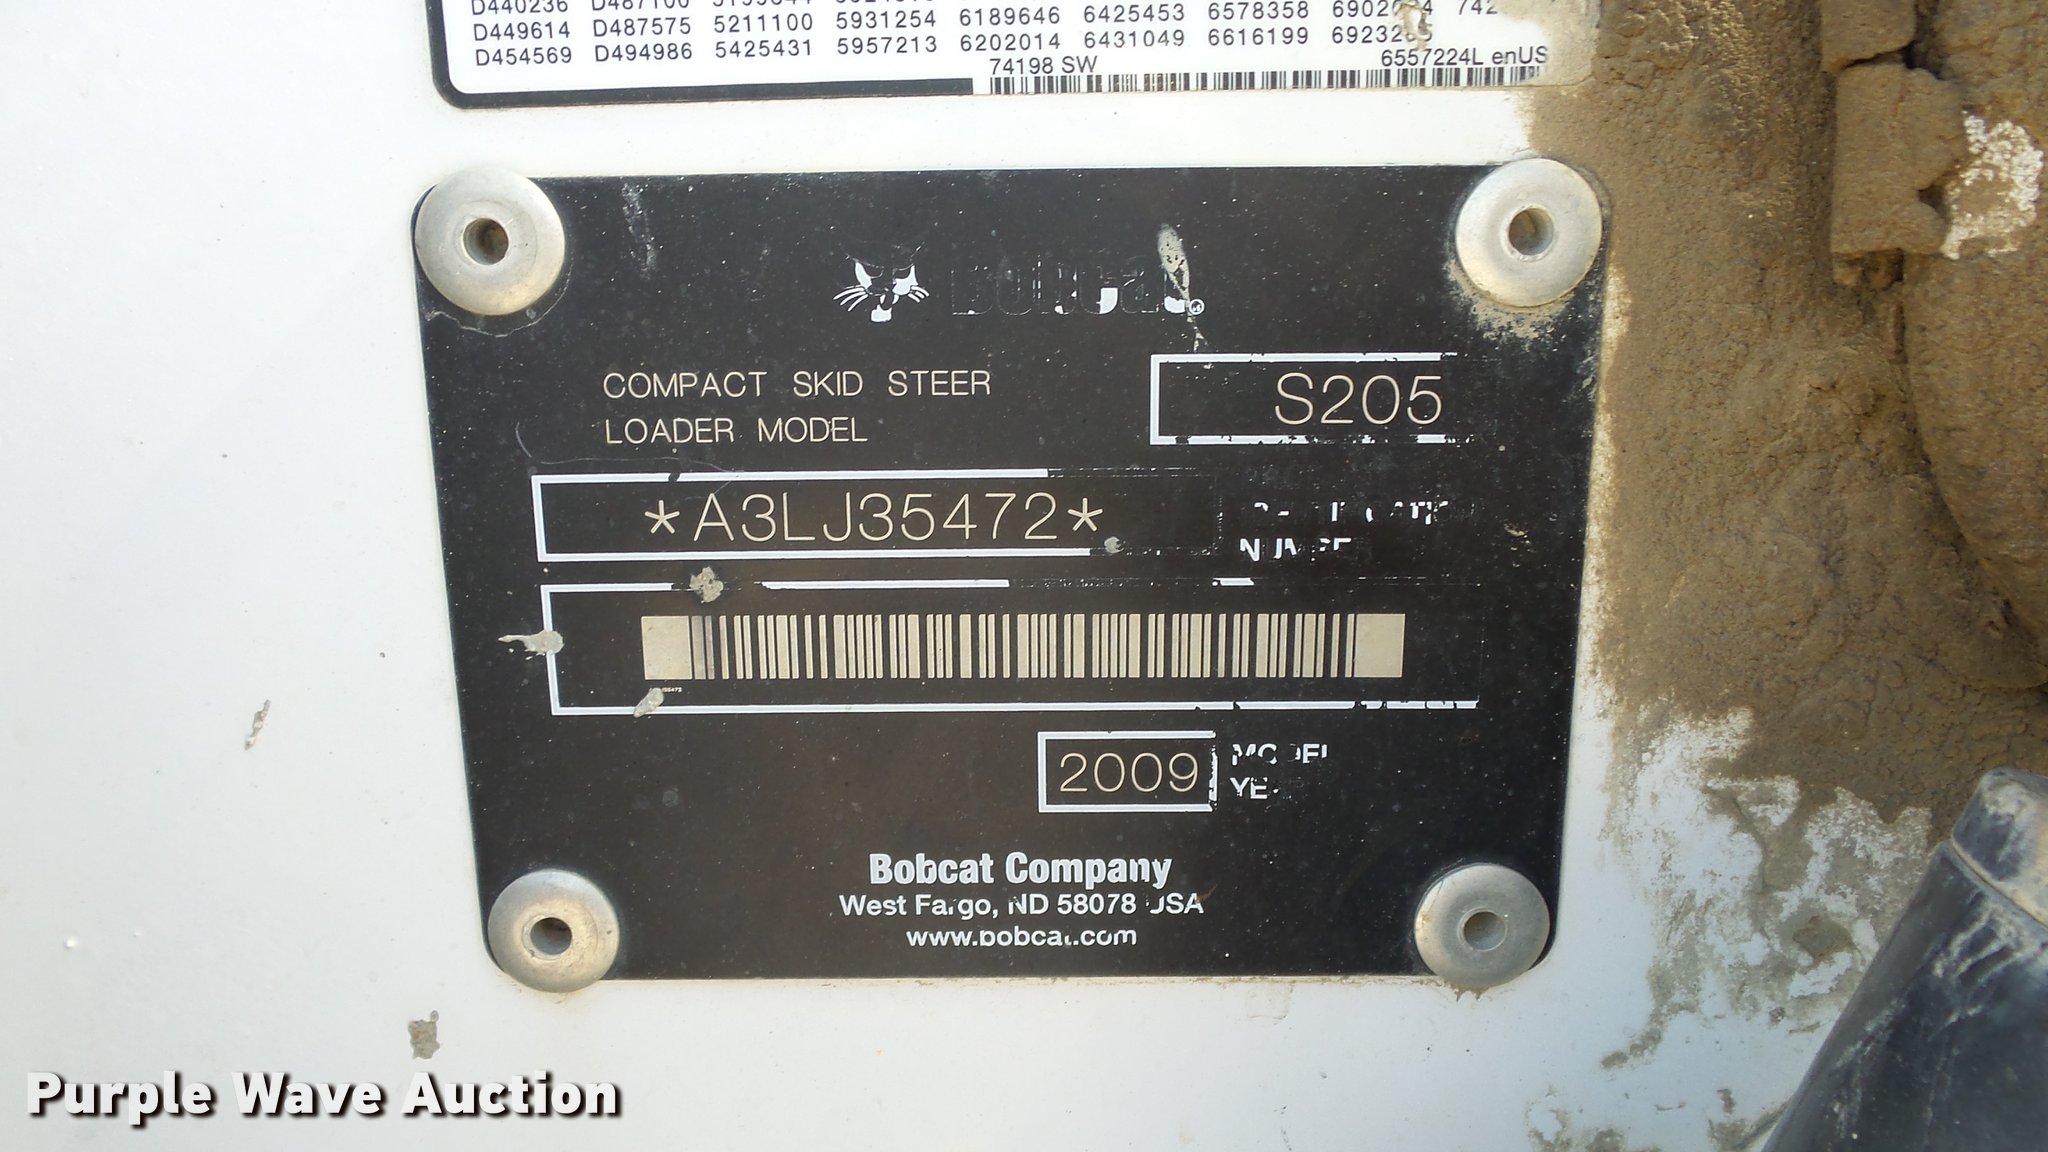 D449614 D487575 5211100 5931254 6189646 6425453 6578358
D454569 D494986 5425431 5957213 6202014 6431049 6616199
74198 SW 6557224L enUS
Bobcat
COMPACT SKID STEER S205
LOADER MODEL
*A3LJ35472*
2009 MODEL
Bobcat Company
West Fargo, ND 58078 USA
www.bobcat.com
Purple Wave Auction